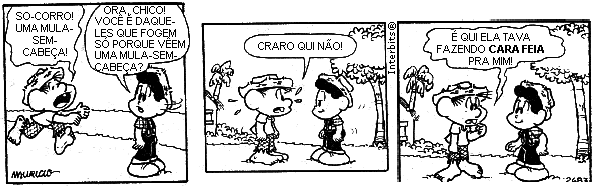 SO-CORRO!
UMA MULA-
SEM-
CABEÇA!
ORA, CHICO!
VOCÊ É DAQUE-
LES QUE FOGEM
SÓ PORQUE VÊEM
UMA MULA-SEM-
CABEÇA?
MAURICIO
CRARO QUI NÃO!
Interbits®
É QUI ELA TAVA
FAZENDO CARA FEIA
PRA MIM!
2683